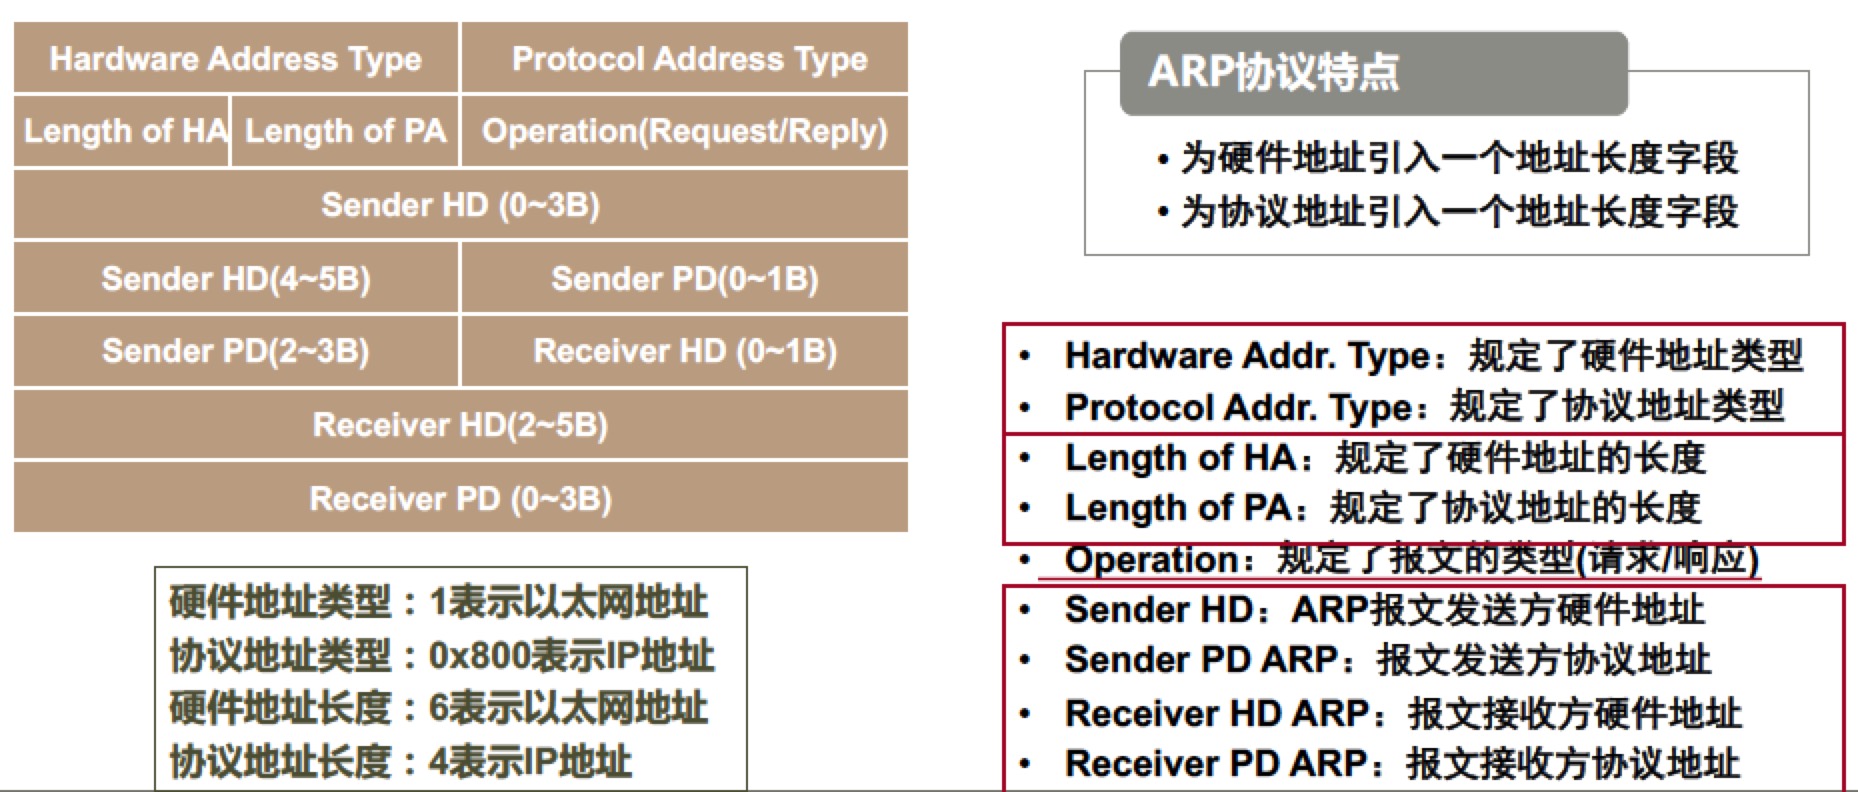 Hardware Address Type
Protocol Address Type
Length of HA
Length of PA
Operation(Request/Reply)
Sender HD (0~3B)
Sender HD(4~5B)
Sender PD(0~1B)
Sender PD(2~3B)
Receiver HD (0~1B)
Receiver HD(2~5B)
Receiver PD (0~3B)
硬件地址类型：1表示以太网地址
协议地址类型：0x800表示IP地址
硬件地址长度：6表示以太网地址
协议地址长度：4表示IP地址
ARP协议特点
• 为硬件地址引入一个地址长度字段
• 为协议地址引入一个地址长度字段
• Hardware Addr. Type：规定了硬件地址类型
• Protocol Addr. Type：规定了协议地址类型
• Length of HA：规定了硬件地址的长度
• Length of PA：规定了协议地址的长度
• Operation：规定了报文的类型(请求/响应)
• Sender HD：ARP报文发送方硬件地址
• Sender PD ARP：报文发送方协议地址
• Receiver HD ARP：报文接收方硬件地址
• Receiver PD ARP：报文接收方协议地址